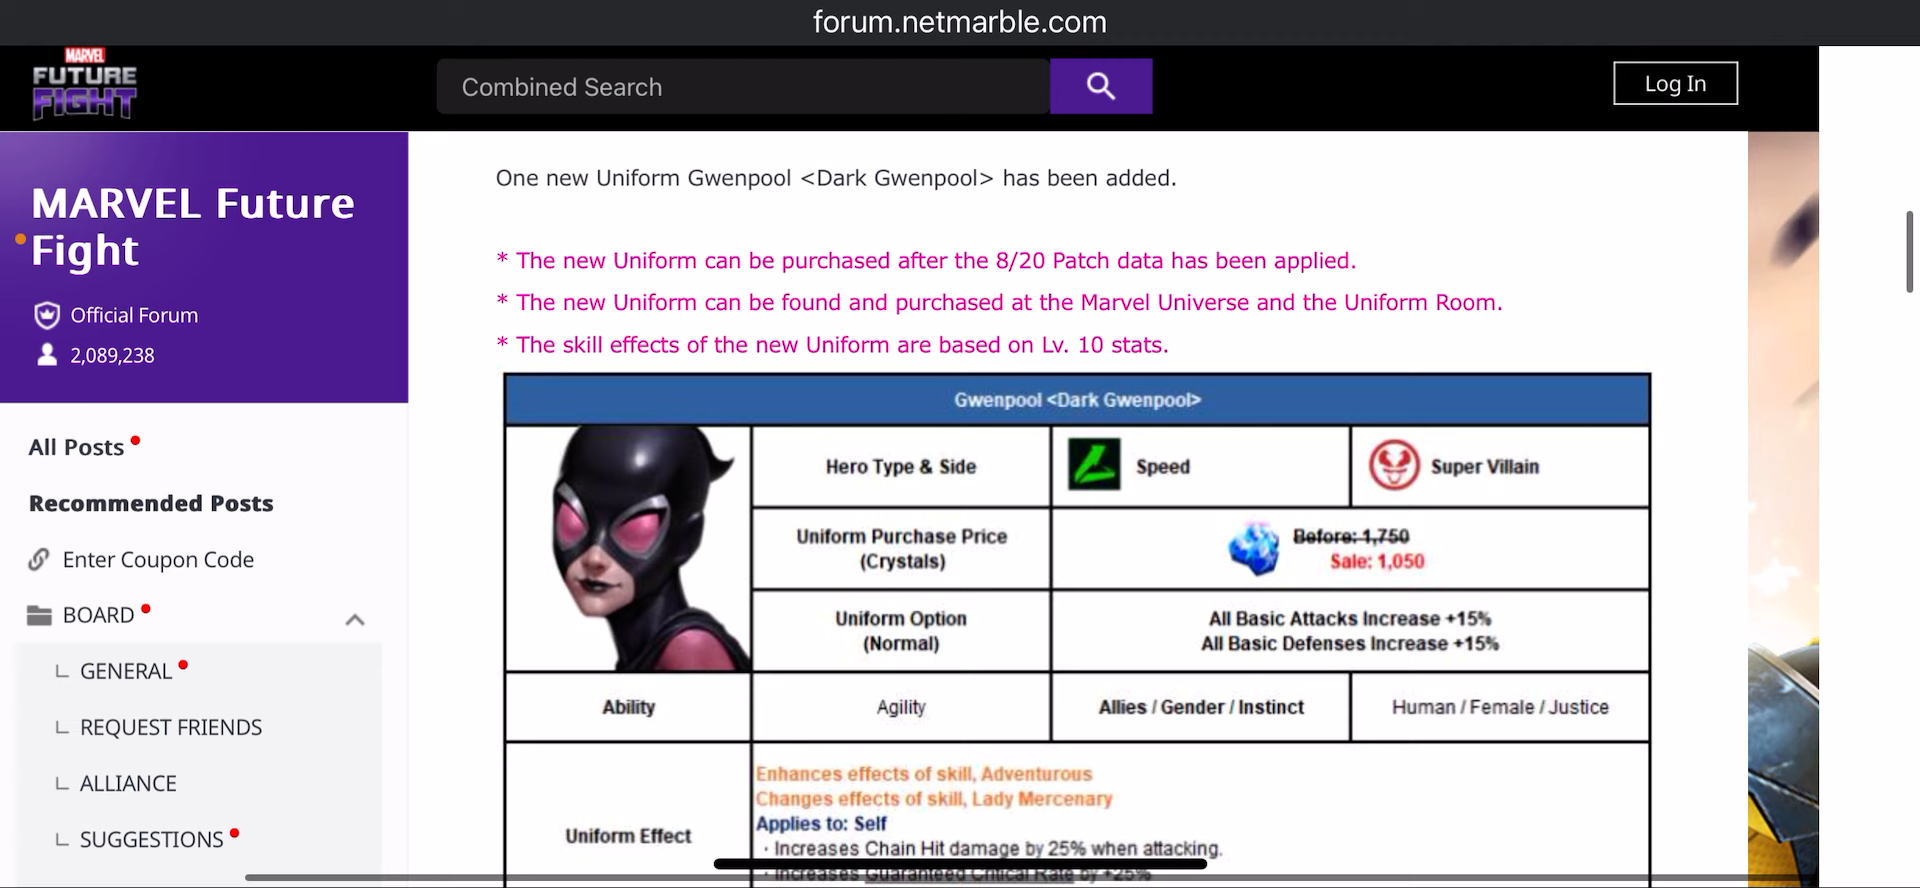 forum.netmarble.com
MARVEL
FUTURE
FIGHT
Combined Search
Log In
MARVEL Future
Fight
Official Forum
2,089,238
All Posts
Recommended Posts
Enter Coupon Code
BOARD
GENERAL
REQUEST FRIENDS
ALLIANCE
SUGGESTIONS
One new Uniform Gwenpool <Dark Gwenpool> has been added.
* The new Uniform can be purchased after the 8/20 Patch data has been applied.
* The new Uniform can be found and purchased at the Marvel Universe and the Uniform Room.
* The skill effects of the new Uniform are based on Lv. 10 stats.
Gwenpool <Dark Gwenpool>
Hero Type & Side
Speed
Super Villain
Uniform Purchase Price
(Crystals)
Before: 1,750
Sale: 1,050
Uniform Option
(Normal)
All Basic Attacks Increase +15%
All Basic Defenses Increase +15%
Ability
Agility
Allies / Gender / Instinct
Human / Female / Justice
Uniform Effect
Enhances effects of skill, Adventurous
Changes effects of skill, Lady Mercenary
Applies to: Self
· Increases Chain Hit damage by 25% when attacking.
· Increases Guaranteed Critical Rate by +25%